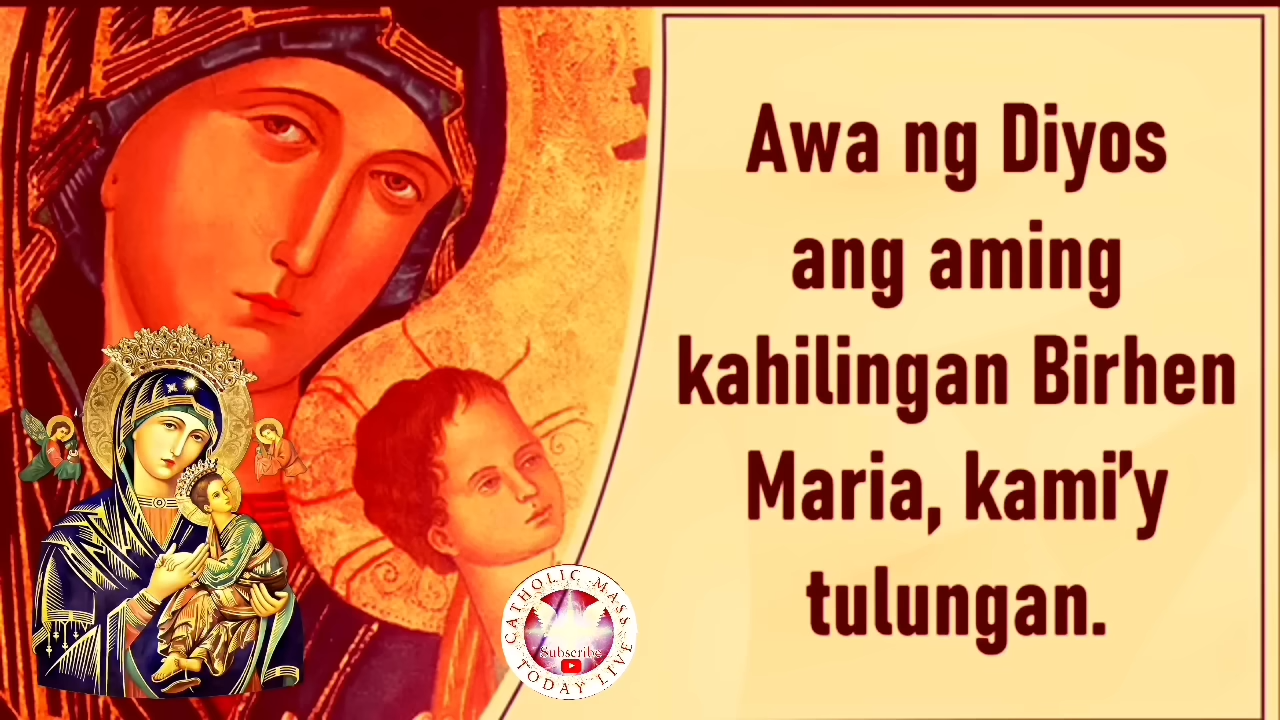 Awa ng Diyos
ang aming
kahilingan Birhen
Maria, kami’y
tulungan.
CATHOLIC MASS
Subscribe
TODAY LIVE